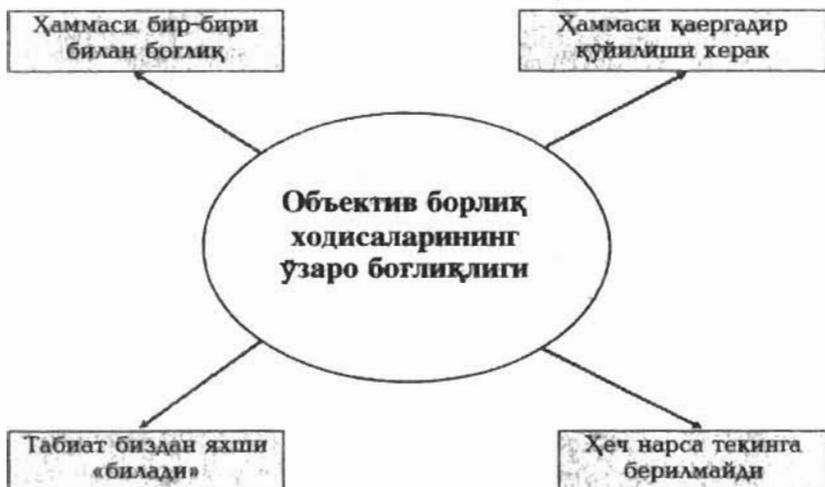 Ҳаммаси бир-бири
билан боғлиқ
Ҳаммаси қаергадир
қўйилиши керак
Объектив борлиқ
ходисаларининг
ўзаро боғлиқлиги
Табиат биздан яхши
«билади»
Ҳеч нарса текинга
берилмайди